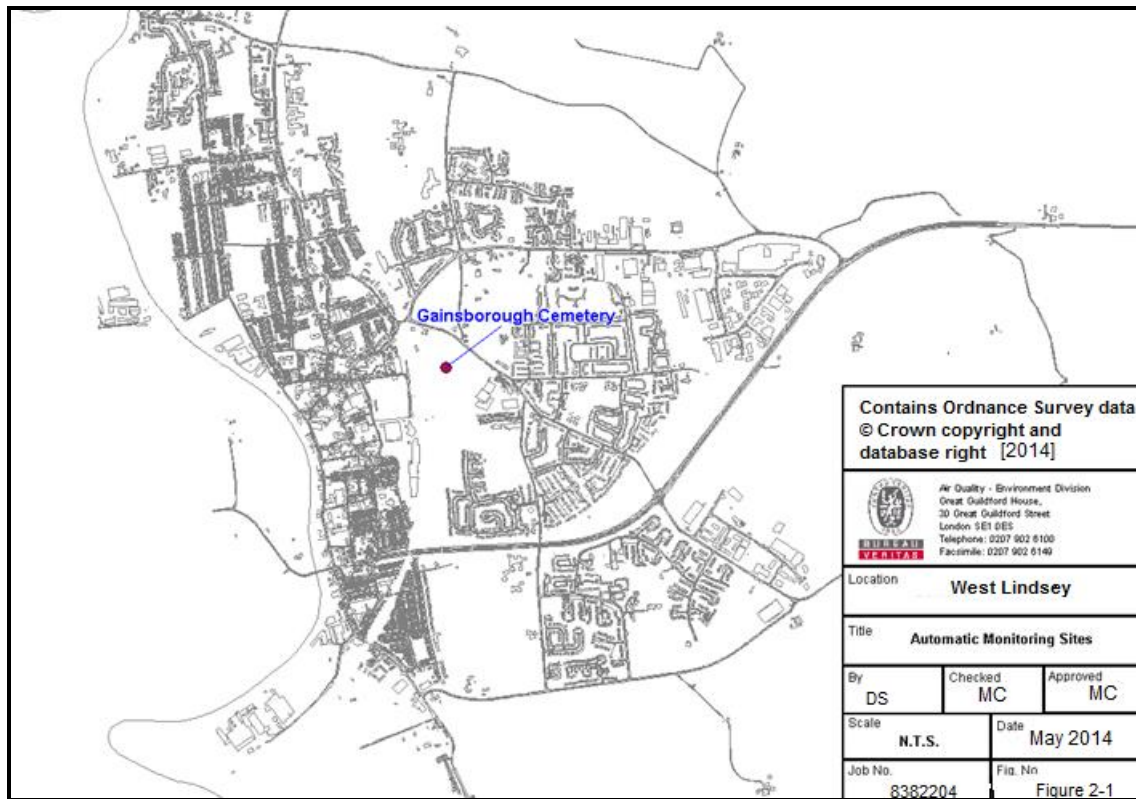 Gainsborough Cemetery
Contains Ordnance Survey data
© Crown copyright and
database right [2014]
Air Quality - Environment Division
Great Guildford House,
30 Great Guildford Street
London SE1 0ES
Telephone: 0207 902 6100
Facsimile: 0207 902 6149
BUREAU
VERITAS
Location
West Lindsey
Title
Automatic Monitoring Sites
By
DS
Checked
MC
Approved
MC
Scale
N.T.S.
Date
May 2014
Job No.
8382204
Fig. No
Figure 2-1